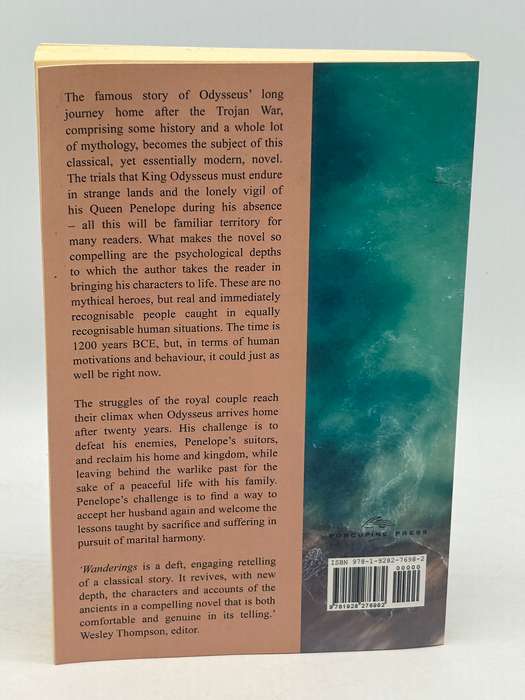 The famous story of Odysseus' long
journey home after the Trojan War,
comprising some history and a whole lot
of mythology, becomes the subject of this
classical, yet essentially modern, novel.
The trials that King Odysseus must endure
in strange lands and the lonely vigil of
his Queen Penelope during his absence
– all this will be familiar territory for
many readers. What makes the novel so
compelling are the psychological depths
to which the author takes the reader in
bringing his characters to life. These are no
mythical heroes, but real and immediately
recognisable people caught in equally
recognisable human situations. The time is
1200 years BCE, but, in terms of human
motivations and behaviour, it could just as
well be right now.
The struggles of the royal couple reach
their climax when Odysseus arrives home
after twenty years. His challenge is to
defeat his enemies, Penelope's suitors,
and reclaim his home and kingdom, while
leaving behind the warlike past for the
sake of a peaceful life with his family.
Penelope's challenge is to find a way to
accept her husband again and welcome the
lessons taught by sacrifice and suffering in
pursuit of marital harmony.
'Wanderings is a deft, engaging retelling
of a classical story. It revives, with new
depth, the characters and accounts of the
ancients in a compelling novel that is both
comfortable and genuine in its telling.'
Wesley Thompson, editor.
PORCUPINE PRESS
ISBN 978-1-9282-7698-2
00000
9781928276982